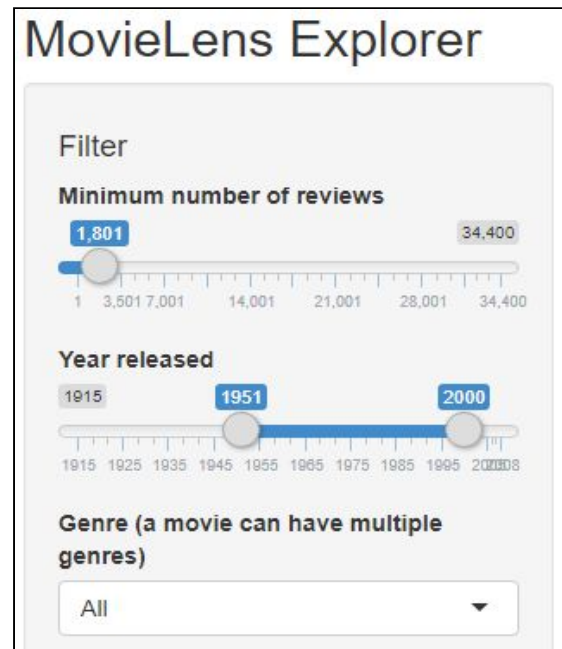 MovieLens Explorer
Filter
Minimum number of reviews
1,801 34,400
1 3,501 7,001 14,001 21,001 28,001 34,400
Year released
1915 1951 2000
1915 1925 1935 1945 1955 1965 1975 1985 1995 2005 2008
Genre (a movie can have multiple
genres)
All